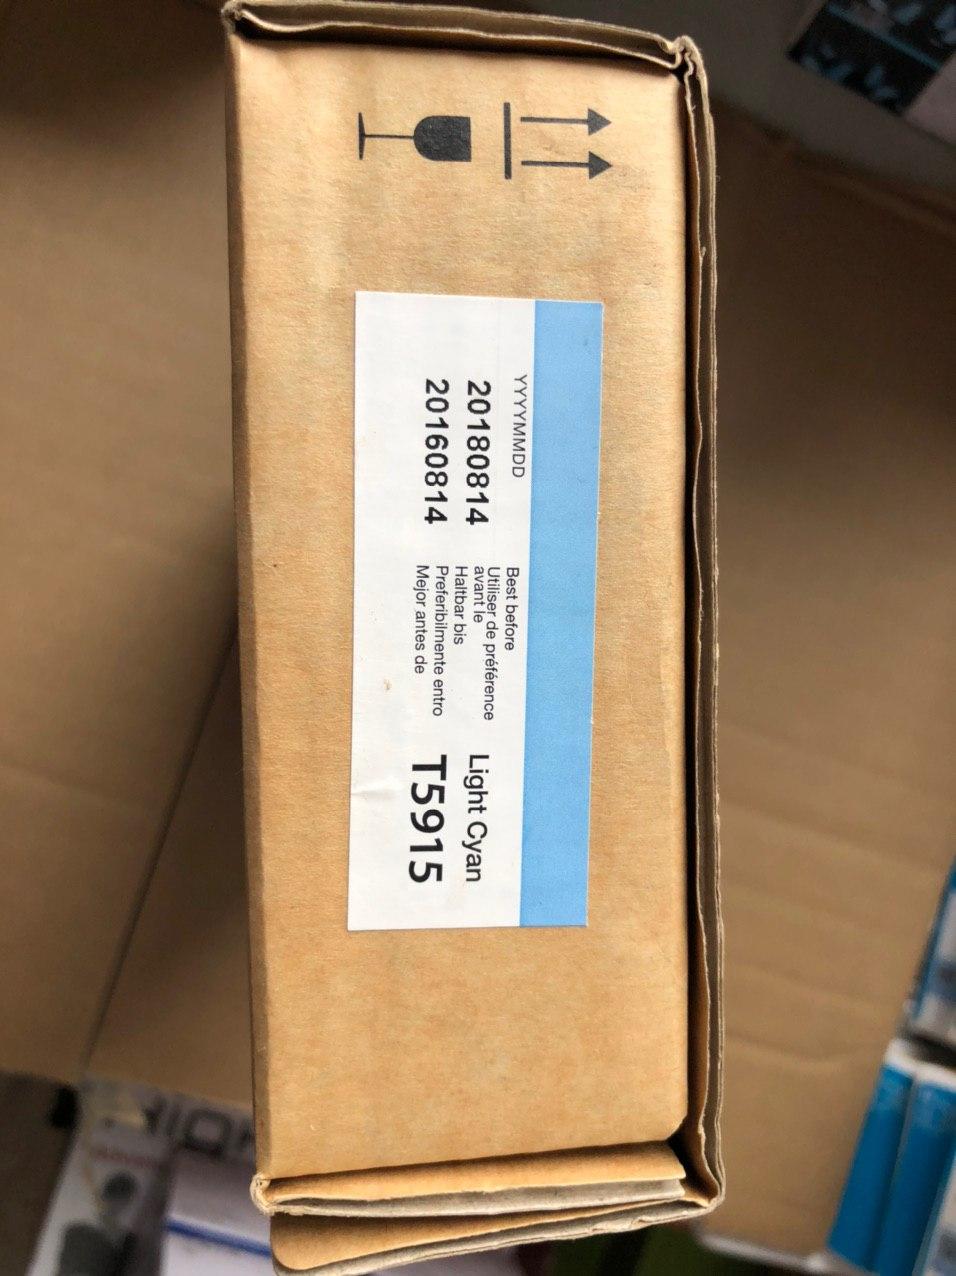 YYYYMMDD
20180814
20160814
Best before
Utiliser de préférence
avant le
Haltbar bis
Preferibilmente entro
Mejor antes de
Light Cyan
T5915